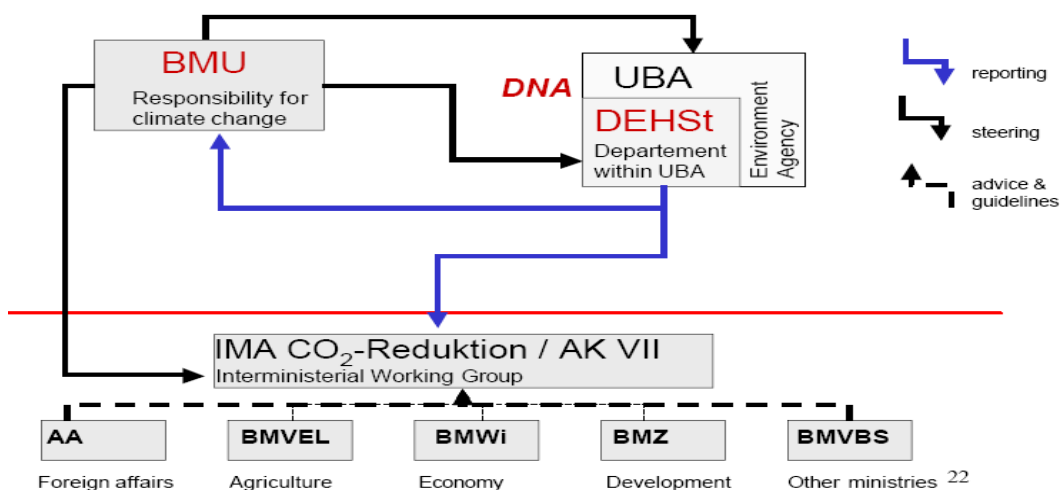 BMU
Responsibility for
climate change
DNA
UBA
DEHSt
Departement
within UBA
Environment
Agency
reporting
steering
advice &
guidelines
IMA CO₂-Reduktion / AK VII
Interministerial Working Group
AA
BMVEL
BMWi
BMZ
BMVBS
Foreign affairs
Agriculture
Economy
Development
Other ministries
22